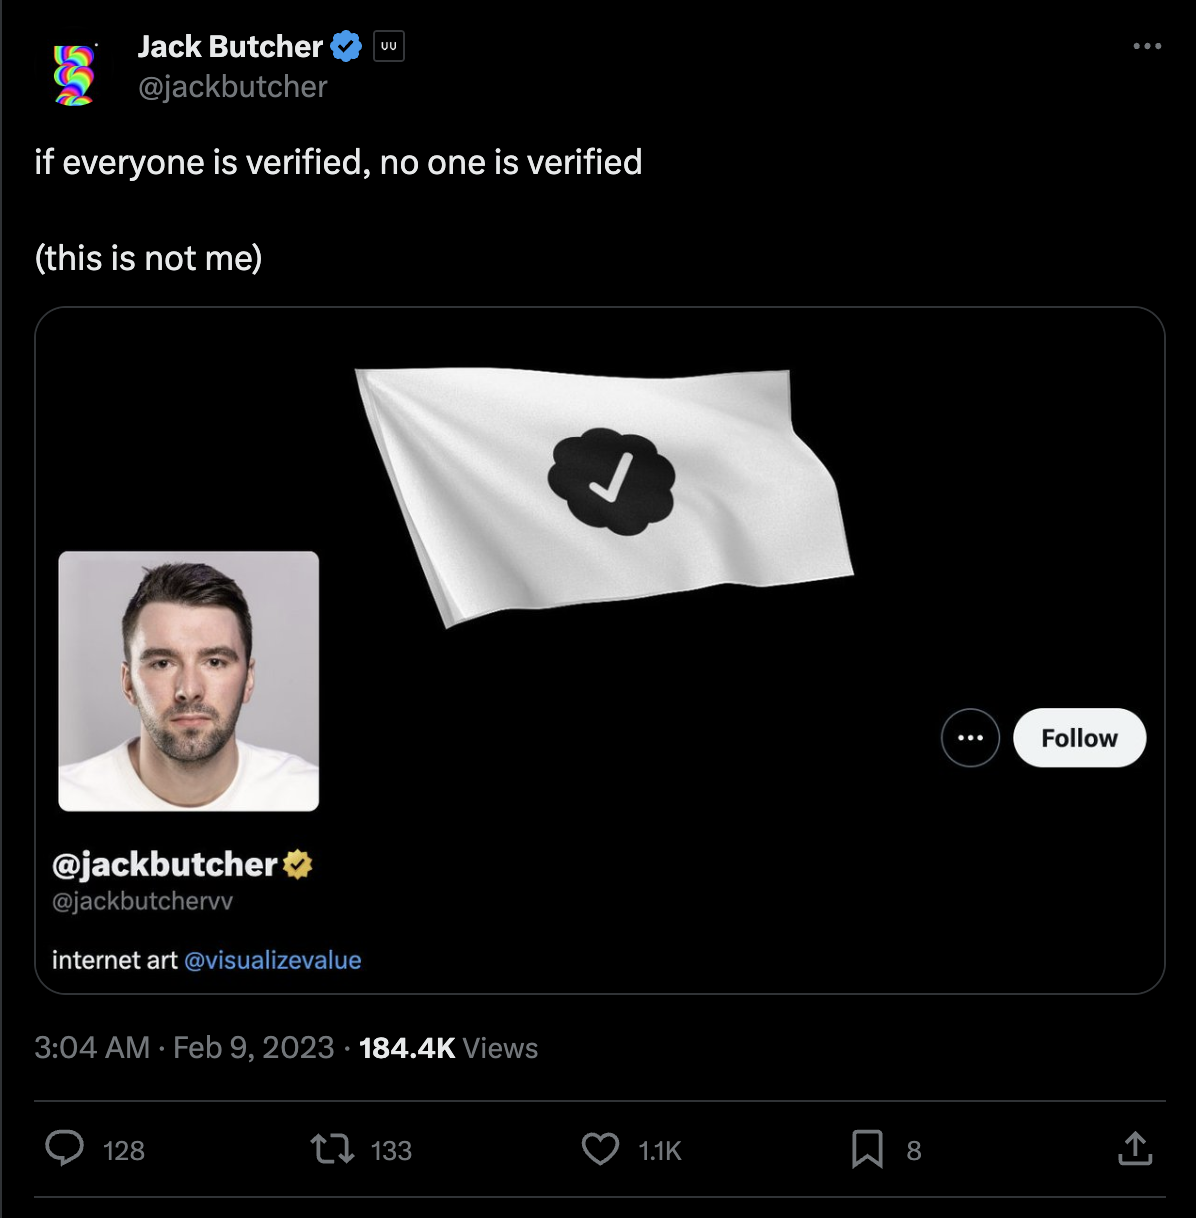 Jack Butcher
@jackbutcher
if everyone is verified, no one is verified
(this is not me)
Follow
@jackbutcher
@jackbutchervv
internet art @visualizevalue
3:04 AM · Feb 9, 2023 · 184.4K Views
128 133 1.1K 8